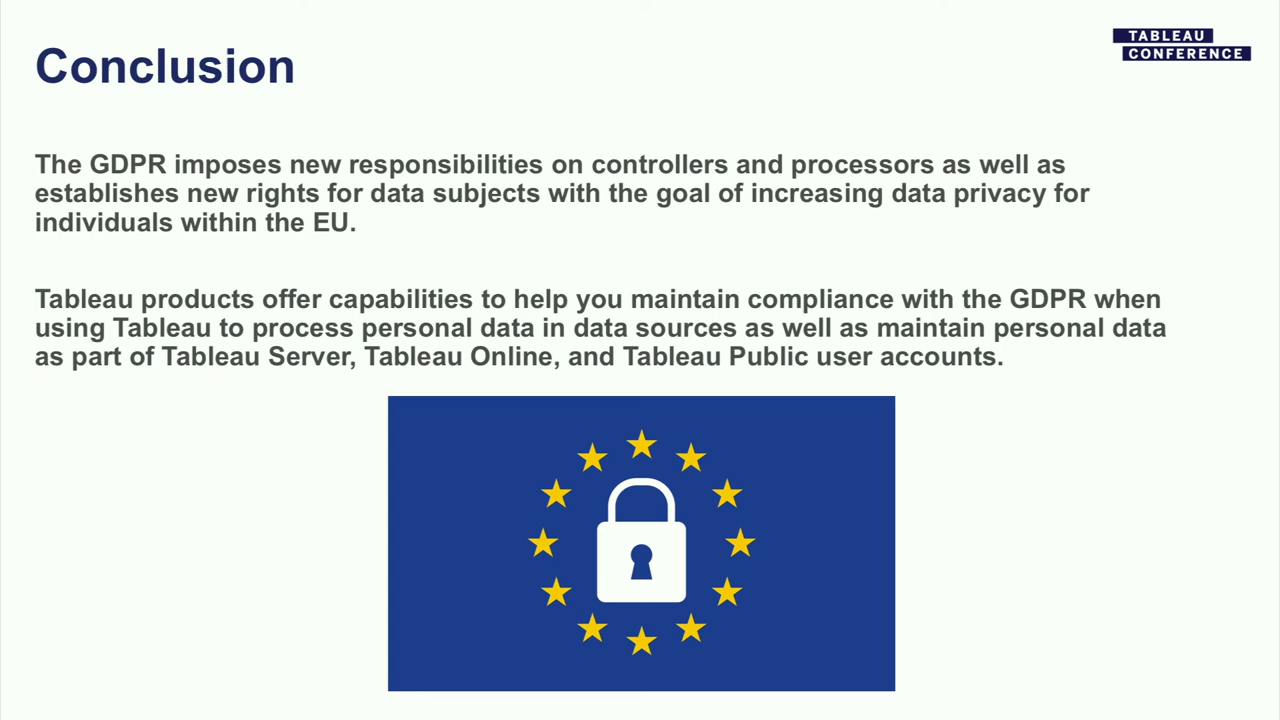 Conclusion
TABLEAU
CONFERENCE
The GDPR imposes new responsibilities on controllers and processors as well as
establishes new rights for data subjects with the goal of increasing data privacy for
individuals within the EU.
Tableau products offer capabilities to help you maintain compliance with the GDPR when
using Tableau to process personal data in data sources as well as maintain personal data
as part of Tableau Server, Tableau Online, and Tableau Public user accounts.